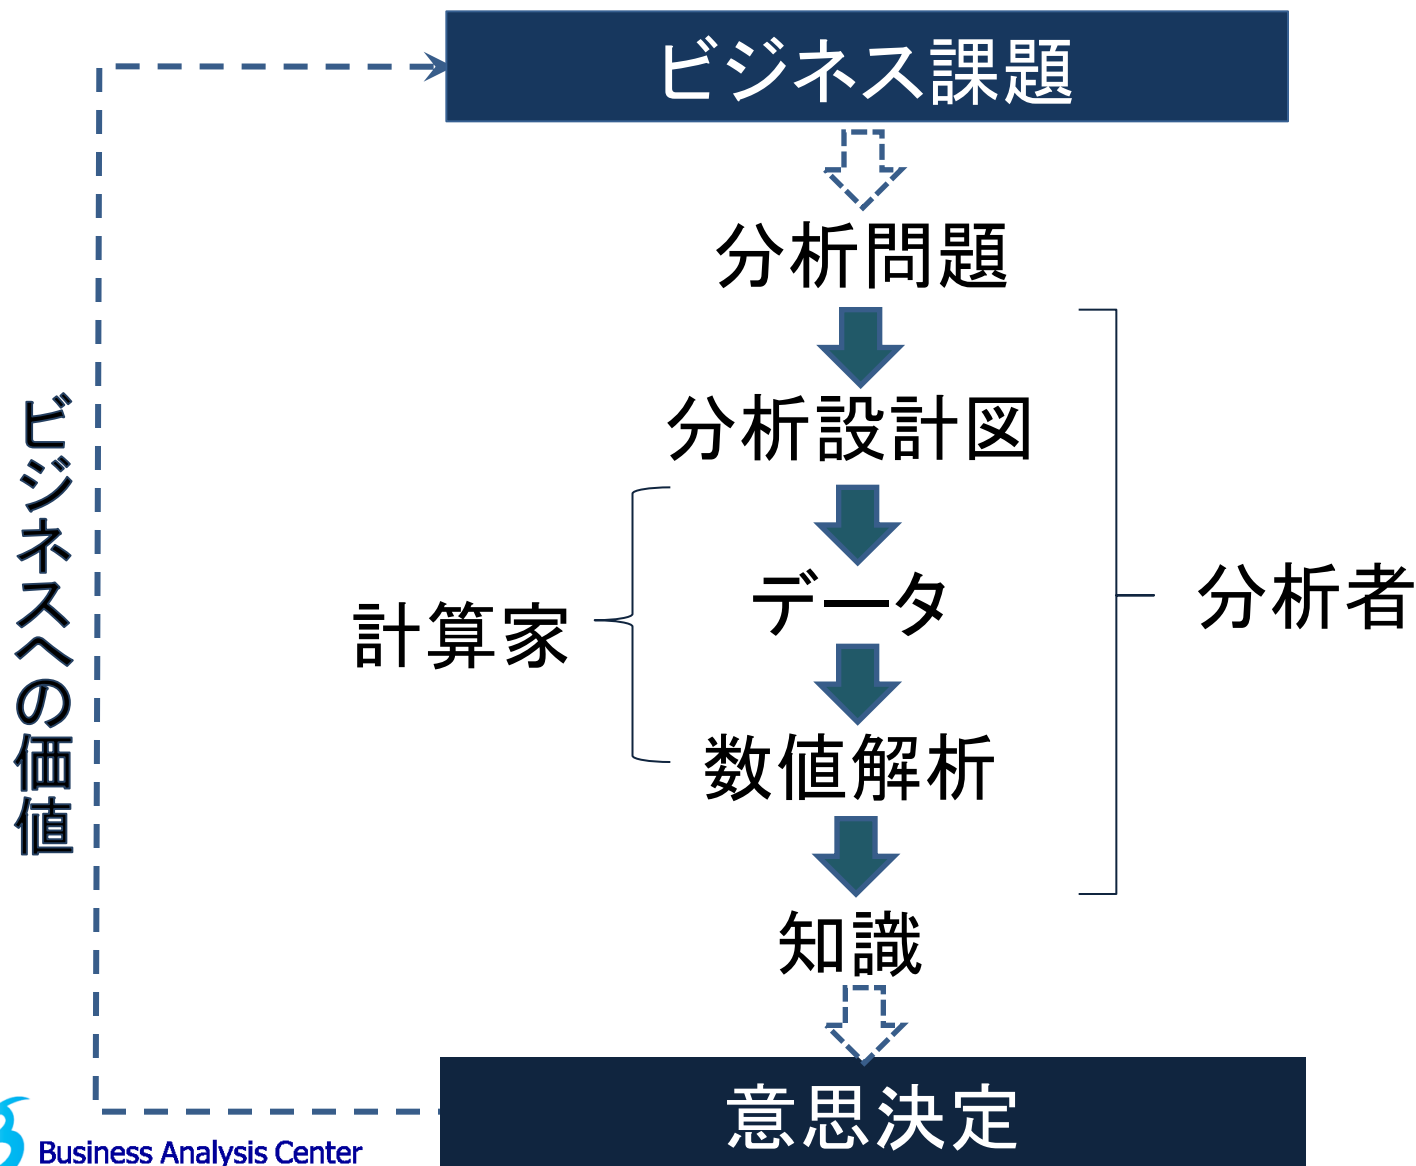 ビジネス課題
分析問題
分析設計図
データ
計算家
分析者
数値解析
知識
意思決定
ビジネスへの価値
Business Analysis Center